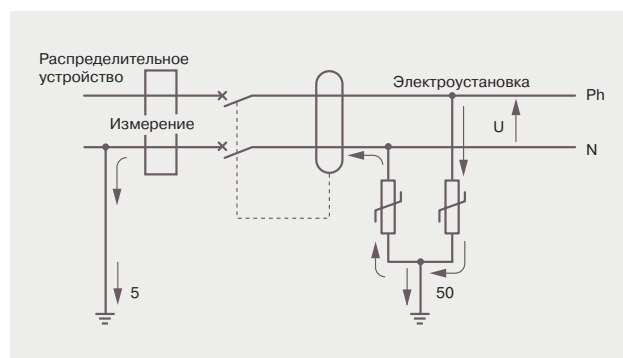 Распределительное
устройство
Электроустановка
Ph
Измерение
U
N
5
50